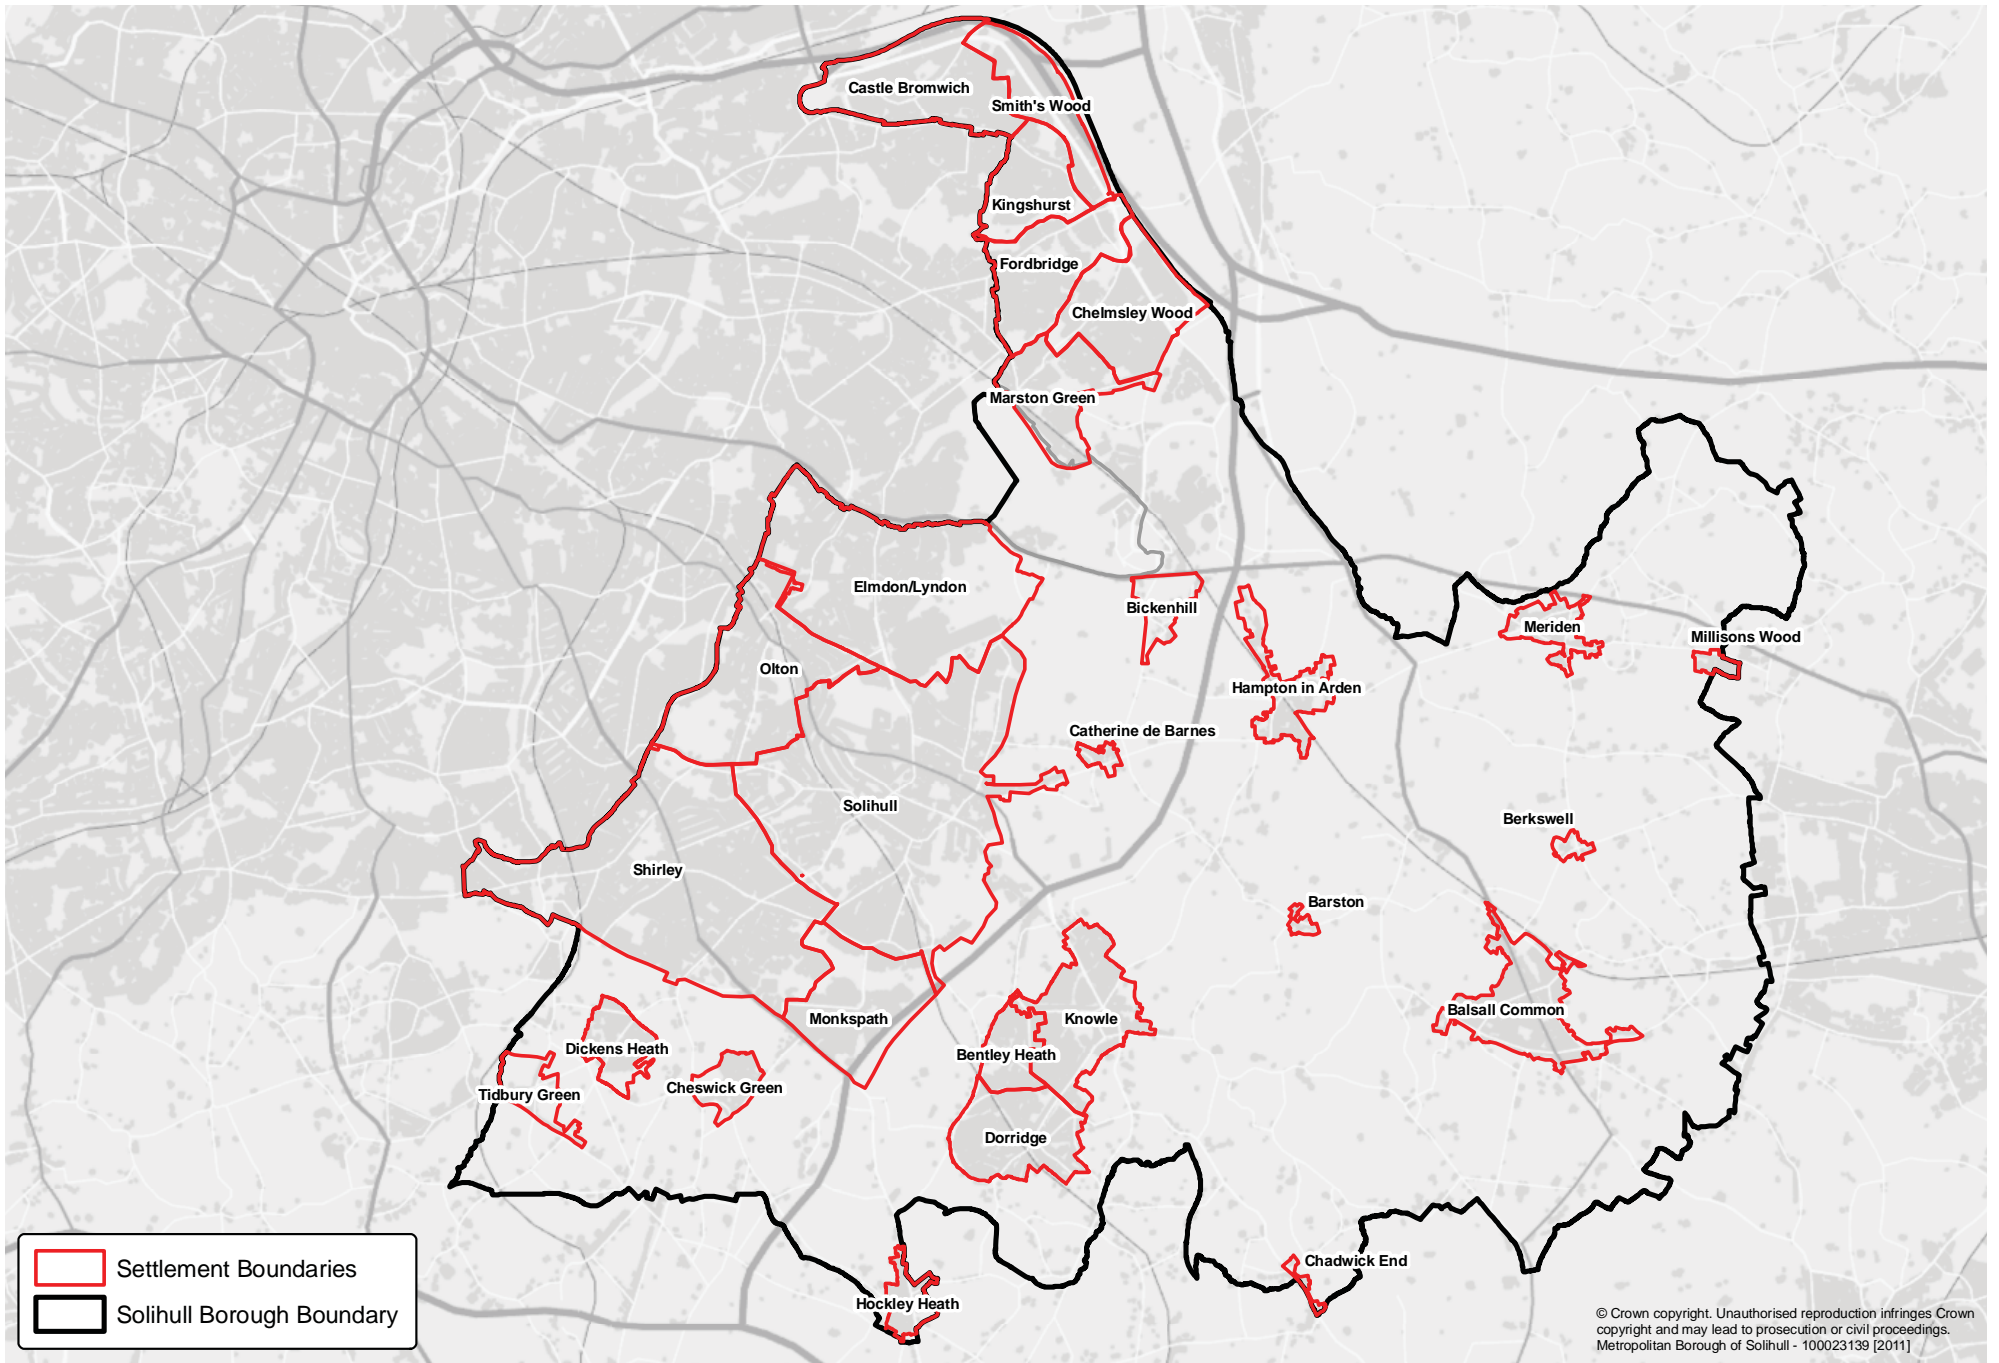 Castle Bromwich
Smith's Wood
Kingshurst
Fordbridge
Chelmsley Wood
Marston Green
Elmdon/Lyndon
Bickenhill
Meriden
Millisons Wood
Olton
Hampton in Arden
Catherine de Barnes
Solihull
Berkswell
Shirley
Barston
Balsall Common
Monkspath
Knowle
Dickens Heath
Bentley Heath
Cheswick Green
Tidbury Green
Dorridge
Chadwick End
Hockley Heath
Settlement Boundaries
Solihull Borough Boundary
© Crown copyright. Unauthorised reproduction infringes Crown
copyright and may lead to prosecution or civil proceedings.
Metropolitan Borough of Solihull - 100023139 [2011]